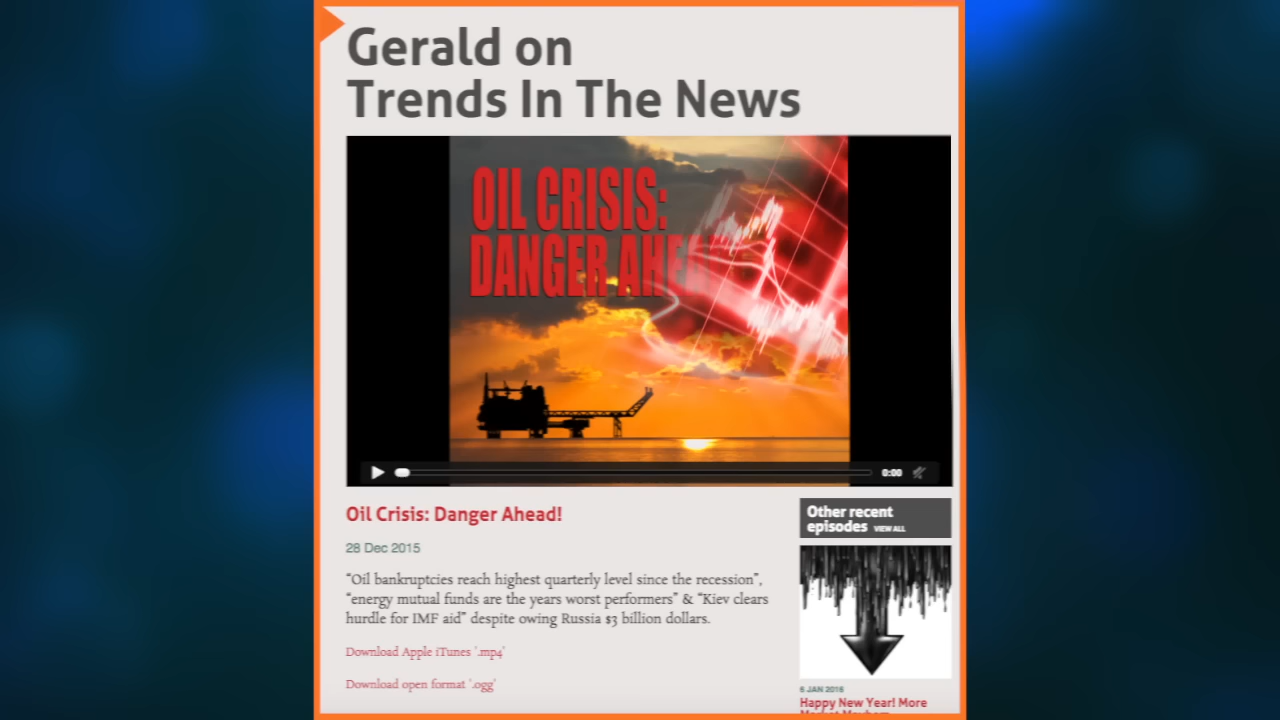 Gerald on
Trends In The News
OIL CRISIS:
DANGER AHEA
0:00
Oil Crisis: Danger Ahead!
28 Dec 2015
“Oil bankruptcies reach highest quarterly level since the recession”,
“energy mutual funds are the years worst performers” & “Kiev clears
hurdle for IMF aid” despite owing Russia $3 billion dollars.
Download Apple iTunes '.mp4'
Download open format '.ogg'
Other recent
episodes VIEW ALL
6 JAN 2016
Happy New Year! More